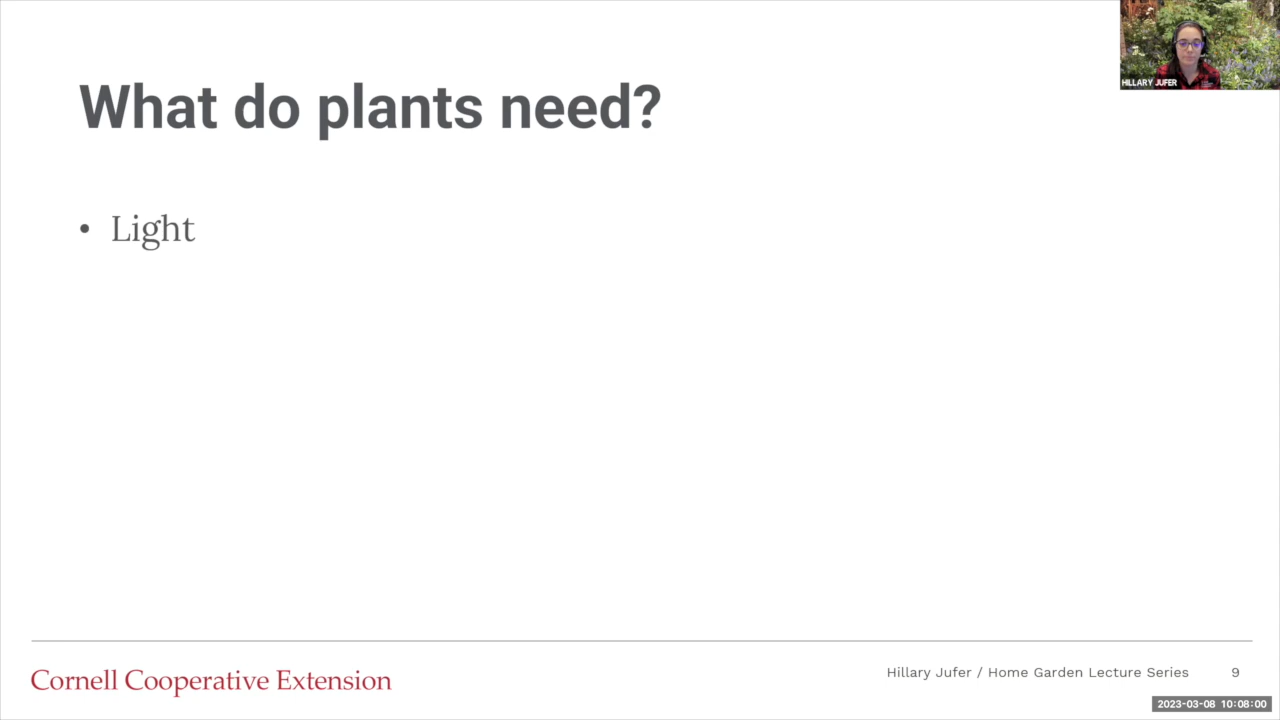 HILLARY JUFER
What do plants need?
• Light
Cornell Cooperative Extension
Hillary Jufer / Home Garden Lecture Series 9
2023-03-08 10:08:00